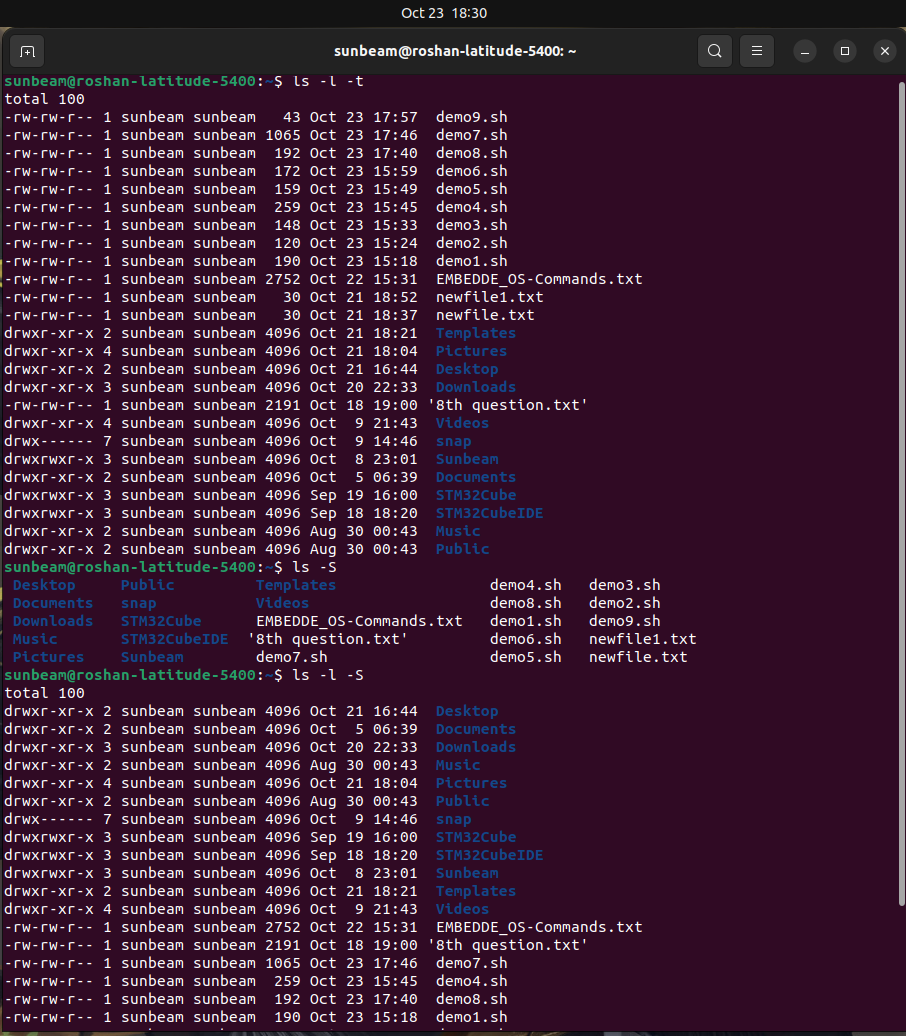 Oct 23 18:30
sunbeam@roshan-latitude-5400: ~
sunbeam@roshan-latitude-5400:~$ ls -l -t
total 100
-rw-rw-r-- 1 sunbeam sunbeam   43 Oct 23 17:57  demo9.sh
-rw-rw-r-- 1 sunbeam sunbeam 1065 Oct 23 17:46  demo7.sh
-rw-rw-r-- 1 sunbeam sunbeam  192 Oct 23 17:40  demo8.sh
-rw-rw-r-- 1 sunbeam sunbeam  172 Oct 23 15:59  demo6.sh
-rw-rw-r-- 1 sunbeam sunbeam  159 Oct 23 15:49  demo5.sh
-rw-rw-r-- 1 sunbeam sunbeam  259 Oct 23 15:45  demo4.sh
-rw-rw-r-- 1 sunbeam sunbeam  148 Oct 23 15:33  demo3.sh
-rw-rw-r-- 1 sunbeam sunbeam  120 Oct 23 15:24  demo2.sh
-rw-rw-r-- 1 sunbeam sunbeam  190 Oct 23 15:18  demo1.sh
-rw-rw-r-- 1 sunbeam sunbeam 2752 Oct 22 15:31  EMBEDDE_OS-Commands.txt
-rw-rw-r-- 1 sunbeam sunbeam   30 Oct 21 18:52  newfile1.txt
-rw-rw-r-- 1 sunbeam sunbeam   30 Oct 21 18:37  newfile.txt
drwxr-xr-x 2 sunbeam sunbeam 4096 Oct 21 18:21  Templates
drwxr-xr-x 4 sunbeam sunbeam 4096 Oct 21 18:04  Pictures
drwxr-xr-x 2 sunbeam sunbeam 4096 Oct 21 16:44  Desktop
drwxr-xr-x 3 sunbeam sunbeam 4096 Oct 20 22:33  Downloads
-rw-rw-r-- 1 sunbeam sunbeam 2191 Oct 18 19:00 '8th question.txt'
drwxr-xr-x 4 sunbeam sunbeam 4096 Oct  9 21:43  Videos
drwx------ 7 sunbeam sunbeam 4096 Oct  9 14:46  snap
drwxrwxr-x 3 sunbeam sunbeam 4096 Oct  8 23:01  Sunbeam
drwxr-xr-x 2 sunbeam sunbeam 4096 Oct  5 06:39  Documents
drwxrwxr-x 3 sunbeam sunbeam 4096 Sep 19 16:00  STM32Cube
drwxrwxr-x 3 sunbeam sunbeam 4096 Sep 18 18:20  STM32CubeIDE
drwxr-xr-x 2 sunbeam sunbeam 4096 Aug 30 00:43  Music
drwxr-xr-x 2 sunbeam sunbeam 4096 Aug 30 00:43  Public
sunbeam@roshan-latitude-5400:~$ ls -S
 Desktop     Public         Templates                 demo4.sh   demo3.sh
 Documents   snap           Videos                    demo8.sh   demo2.sh
 Downloads   STM32Cube      EMBEDDE_OS-Commands.txt   demo1.sh   demo9.sh
 Music       STM32CubeIDE  '8th question.txt'         demo6.sh   newfile1.txt
 Pictures    Sunbeam        demo7.sh                  demo5.sh   newfile.txt
sunbeam@roshan-latitude-5400:~$ ls -l -S
total 100
drwxr-xr-x 2 sunbeam sunbeam 4096 Oct 21 16:44  Desktop
drwxr-xr-x 2 sunbeam sunbeam 4096 Oct  5 06:39  Documents
drwxr-xr-x 3 sunbeam sunbeam 4096 Oct 20 22:33  Downloads
drwxr-xr-x 2 sunbeam sunbeam 4096 Aug 30 00:43  Music
drwxr-xr-x 4 sunbeam sunbeam 4096 Oct 21 18:04  Pictures
drwxr-xr-x 2 sunbeam sunbeam 4096 Aug 30 00:43  Public
drwx------ 7 sunbeam sunbeam 4096 Oct  9 14:46  snap
drwxrwxr-x 3 sunbeam sunbeam 4096 Sep 19 16:00  STM32Cube
drwxrwxr-x 3 sunbeam sunbeam 4096 Sep 18 18:20  STM32CubeIDE
drwxrwxr-x 3 sunbeam sunbeam 4096 Oct  8 23:01  Sunbeam
drwxr-xr-x 2 sunbeam sunbeam 4096 Oct 21 18:21  Templates
drwxr-xr-x 4 sunbeam sunbeam 4096 Oct  9 21:43  Videos
-rw-rw-r-- 1 sunbeam sunbeam 2752 Oct 22 15:31  EMBEDDE_OS-Commands.txt
-rw-rw-r-- 1 sunbeam sunbeam 2191 Oct 18 19:00 '8th question.txt'
-rw-rw-r-- 1 sunbeam sunbeam 1065 Oct 23 17:46  demo7.sh
-rw-rw-r-- 1 sunbeam sunbeam  259 Oct 23 15:45  demo4.sh
-rw-rw-r-- 1 sunbeam sunbeam  192 Oct 23 17:40  demo8.sh
-rw-rw-r-- 1 sunbeam sunbeam  190 Oct 23 15:18  demo1.sh